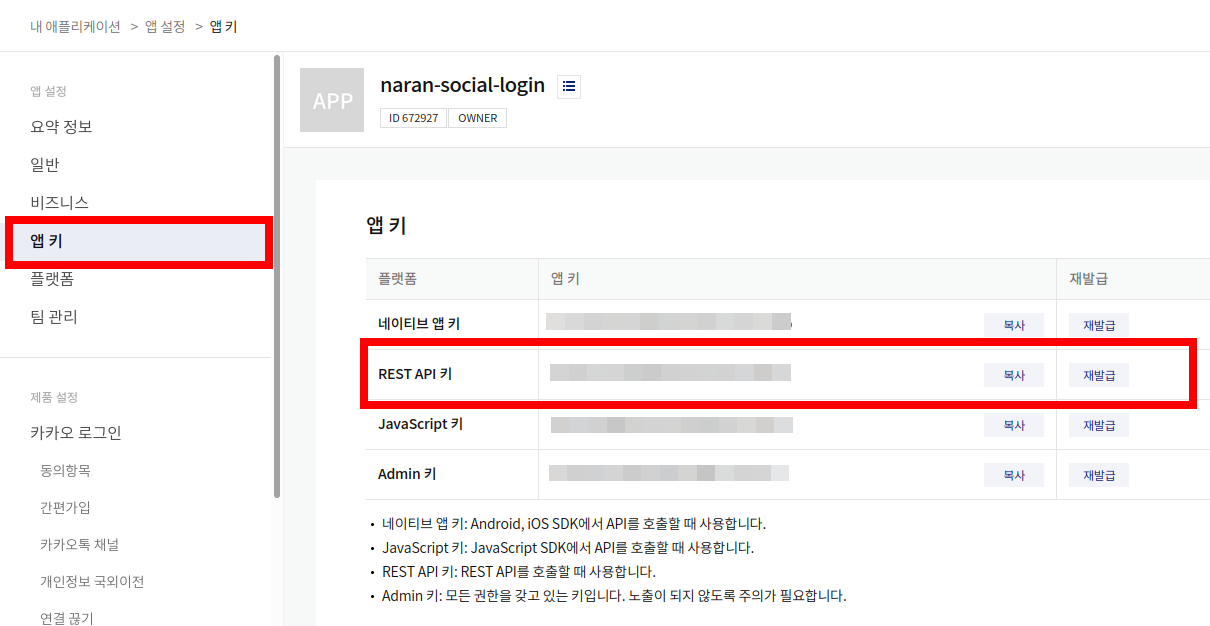 내 애플리케이션 > 앱 설정 > 앱 키
앱 설정
요약 정보
일반
비즈니스
앱 키
플랫폼
팀 관리
제품 설정
카카오 로그인
동의항목
간편가입
카카오톡 채널
개인정보 국외이전
연결 끊기
APP
naran-social-login
ID 672927 OWNER
앱 키
플랫폼 앱 키 재발급
네이티브 앱 키 복사 재발급
REST API 키 복사 재발급
JavaScript 키 복사 재발급
Admin 키 복사 재발급
• 네이티브 앱 키: Android, iOS SDK에서 API를 호출할 때 사용합니다.
• JavaScript 키: JavaScript SDK에서 API를 호출할 때 사용합니다.
• REST API 키: REST API를 호출할 때 사용합니다.
• Admin 키: 모든 권한을 갖고 있는 키입니다. 노출이 되지 않도록 주의가 필요합니다.